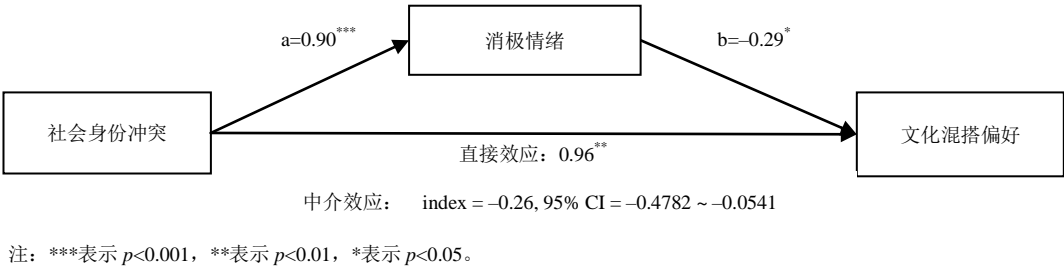 a=0.90***
消极情绪
b=–0.29*
社会身份冲突
文化混搭偏好
直接效应：0.96**
中介效应： index = –0.26, 95% CI = –0.4782 ~ –0.0541
注：***表示 p<0.001，**表示 p<0.01，*表示 p<0.05。